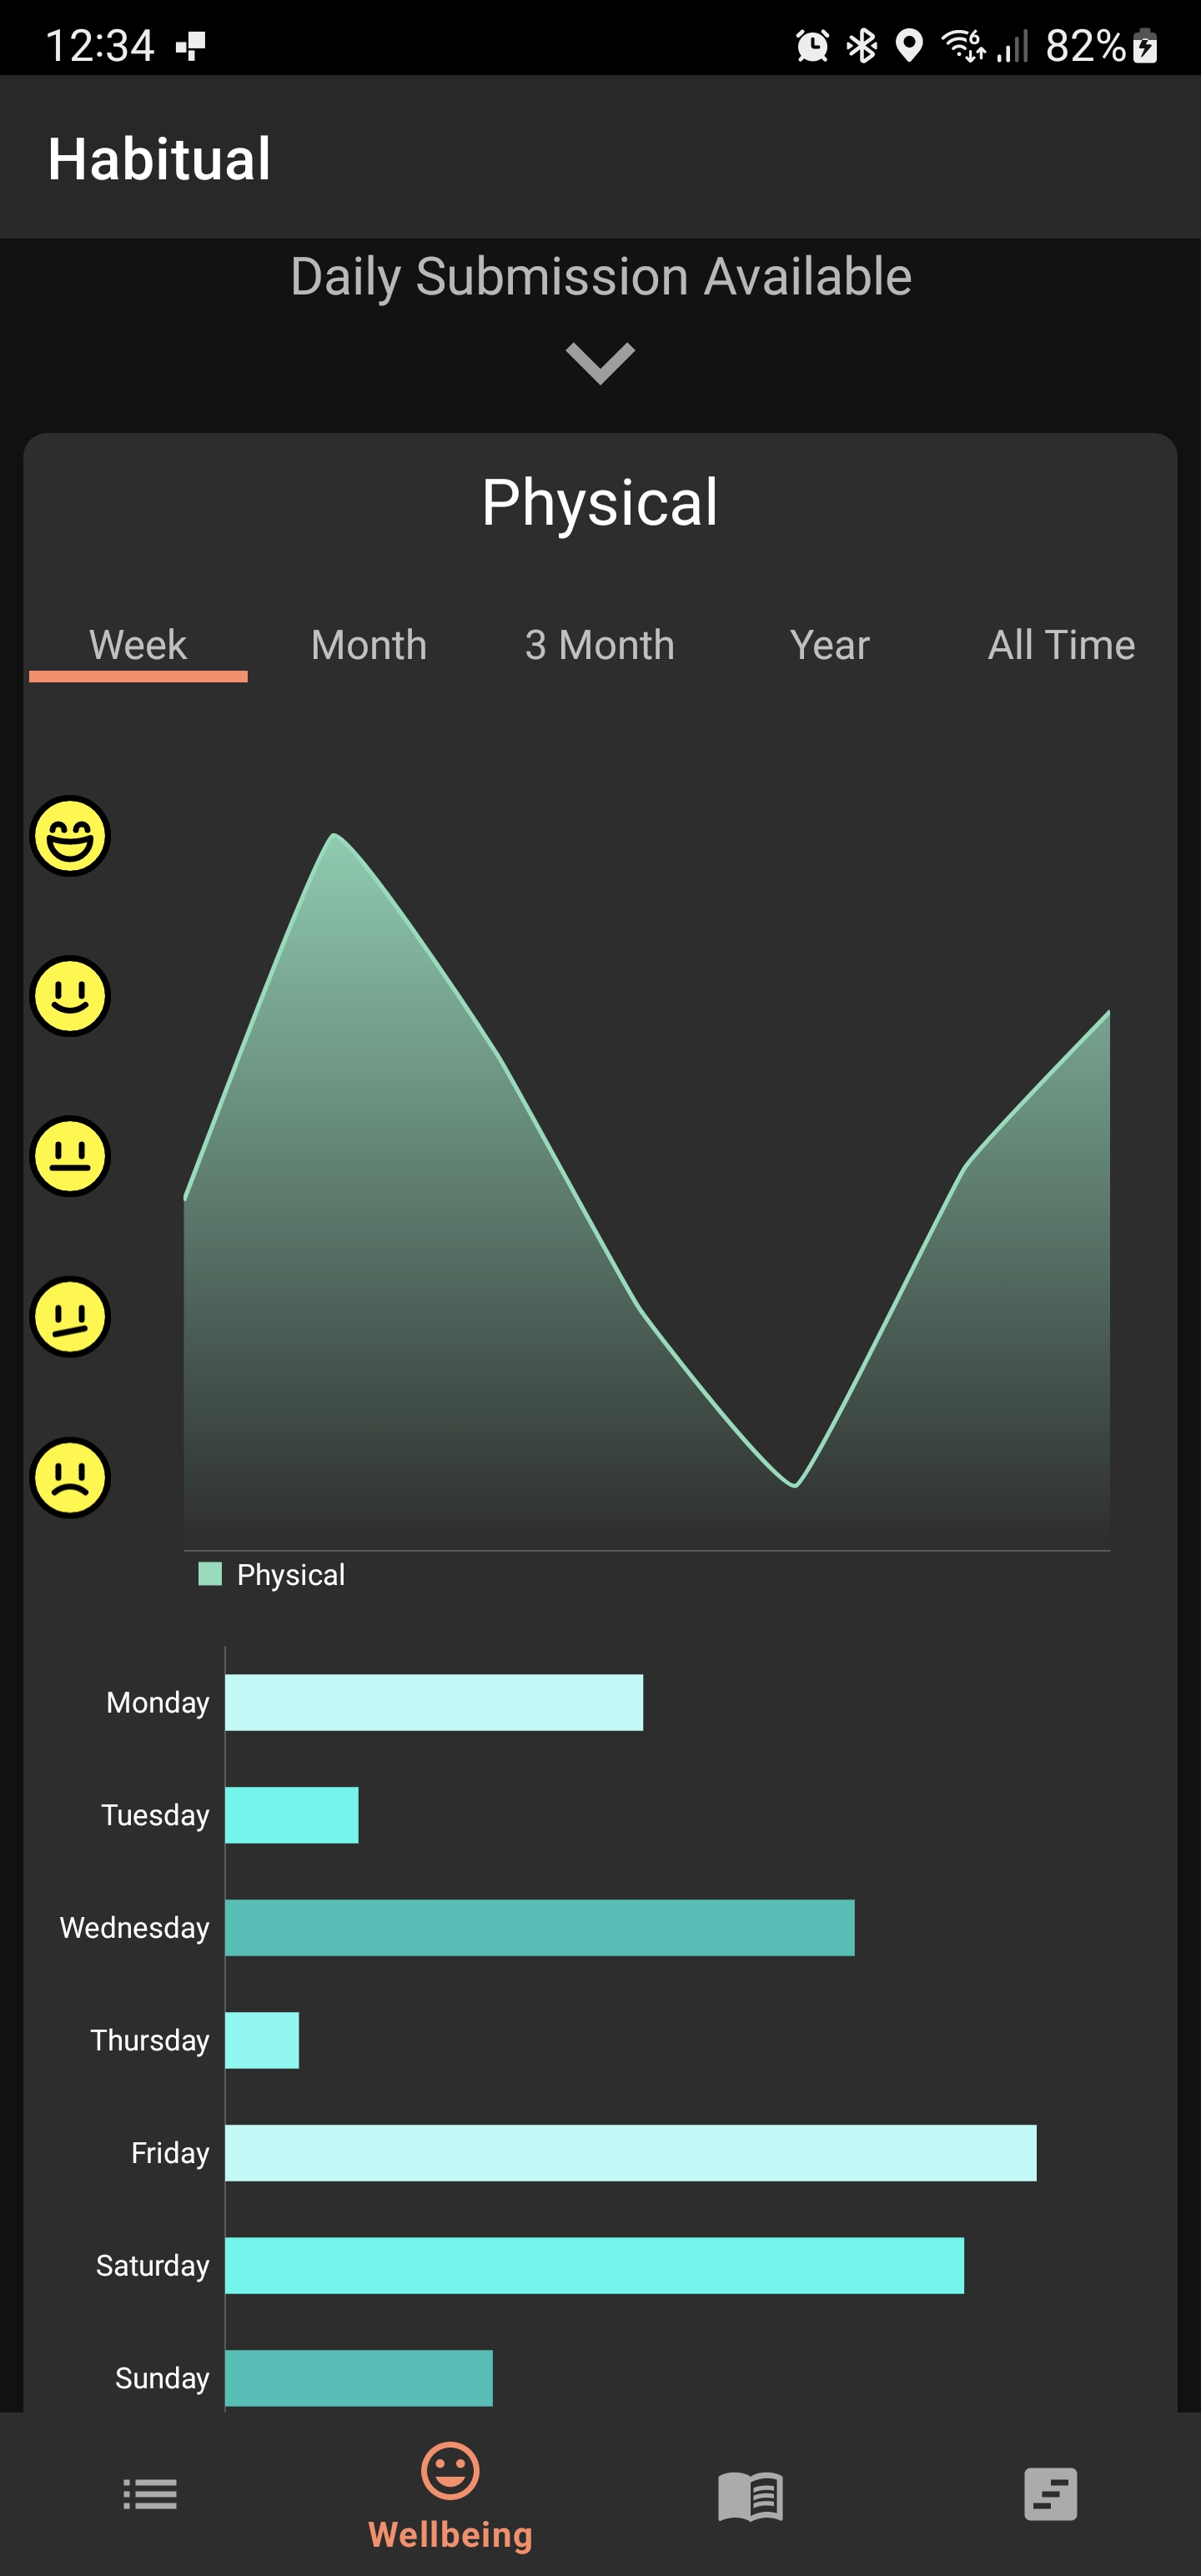 12:34 82%
Habitual
Daily Submission Available
Physical
Week Month 3 Month Year All Time
Physical
Monday
Tuesday
Wednesday
Thursday
Friday
Saturday
Sunday
Wellbeing